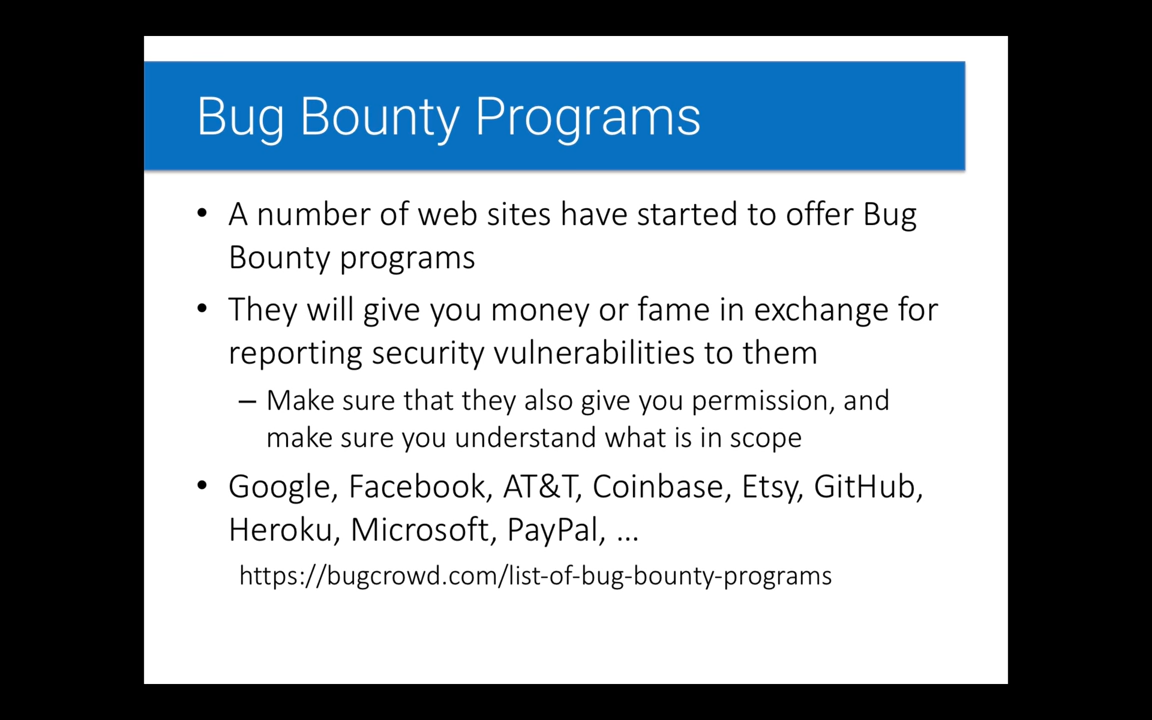 Bug Bounty Programs
• A number of web sites have started to offer Bug
Bounty programs
• They will give you money or fame in exchange for
reporting security vulnerabilities to them
– Make sure that they also give you permission, and
make sure you understand what is in scope
• Google, Facebook, AT&T, Coinbase, Etsy, GitHub,
Heroku, Microsoft, PayPal, ...
https://bugcrowd.com/list-of-bug-bounty-programs